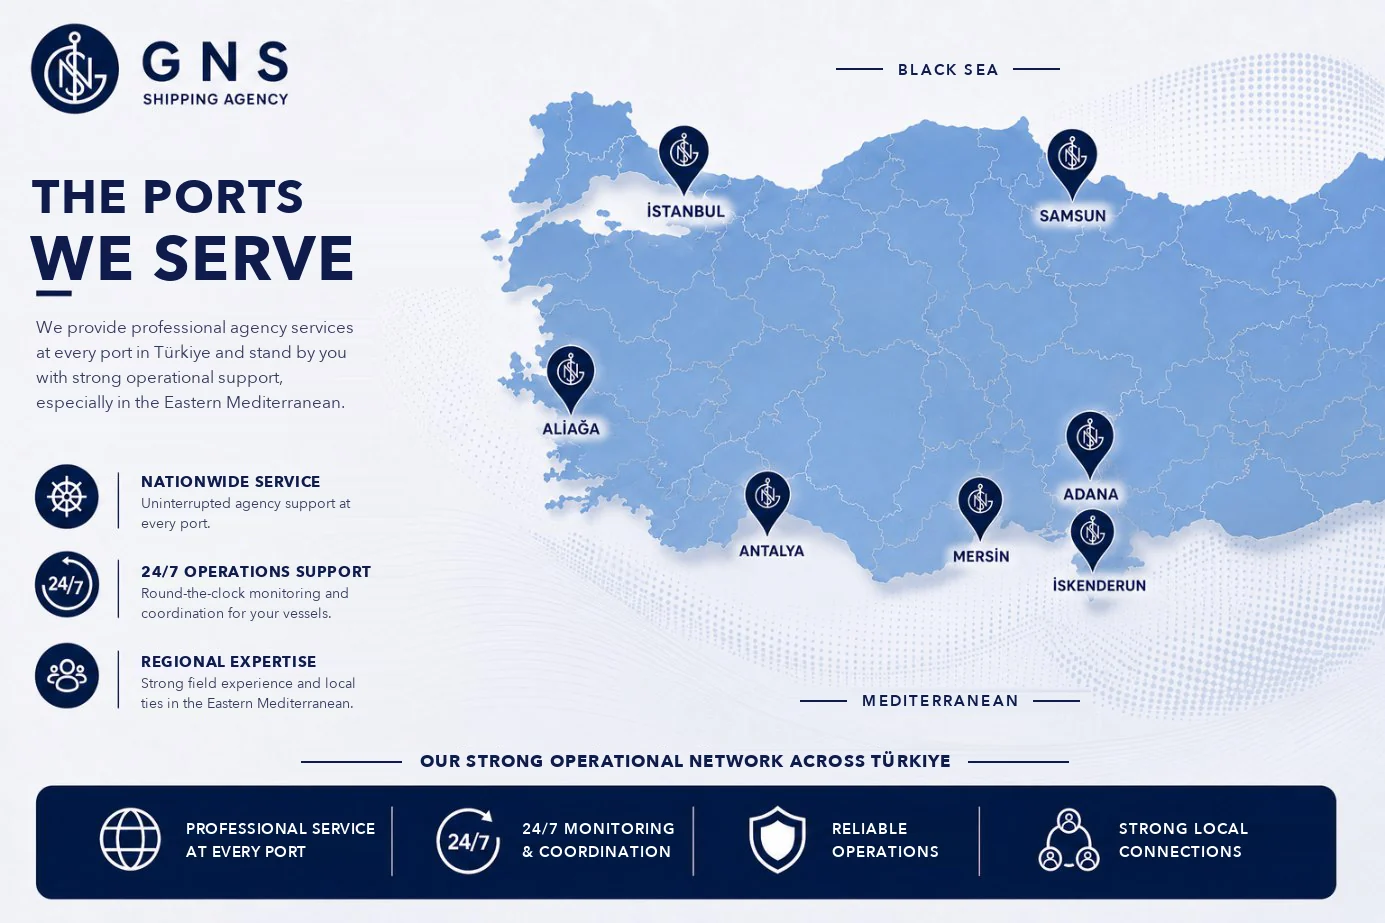 GNS
SHIPPING AGENCY
THE PORTS
WE SERVE
We provide professional agency services
at every port in Türkiye and stand by you
with strong operational support,
especially in the Eastern Mediterranean.
NATIONWIDE SERVICE
Uninterrupted agency support at
every port.
24/7
24/7 OPERATIONS SUPPORT
Round-the-clock monitoring and
coordination for your vessels.
REGIONAL EXPERTISE
Strong field experience and local
ties in the Eastern Mediterranean.
BLACK SEA
İSTANBUL
SAMSUN
ALİAĞA
ADANA
ANTALYA
MERSİN
İSKENDERUN
MEDITERRANEAN
OUR STRONG OPERATIONAL NETWORK ACROSS TÜRKIYE
PROFESSIONAL SERVICE
AT EVERY PORT
24/7
24/7 MONITORING
& COORDINATION
RELIABLE
OPERATIONS
STRONG LOCAL
CONNECTIONS